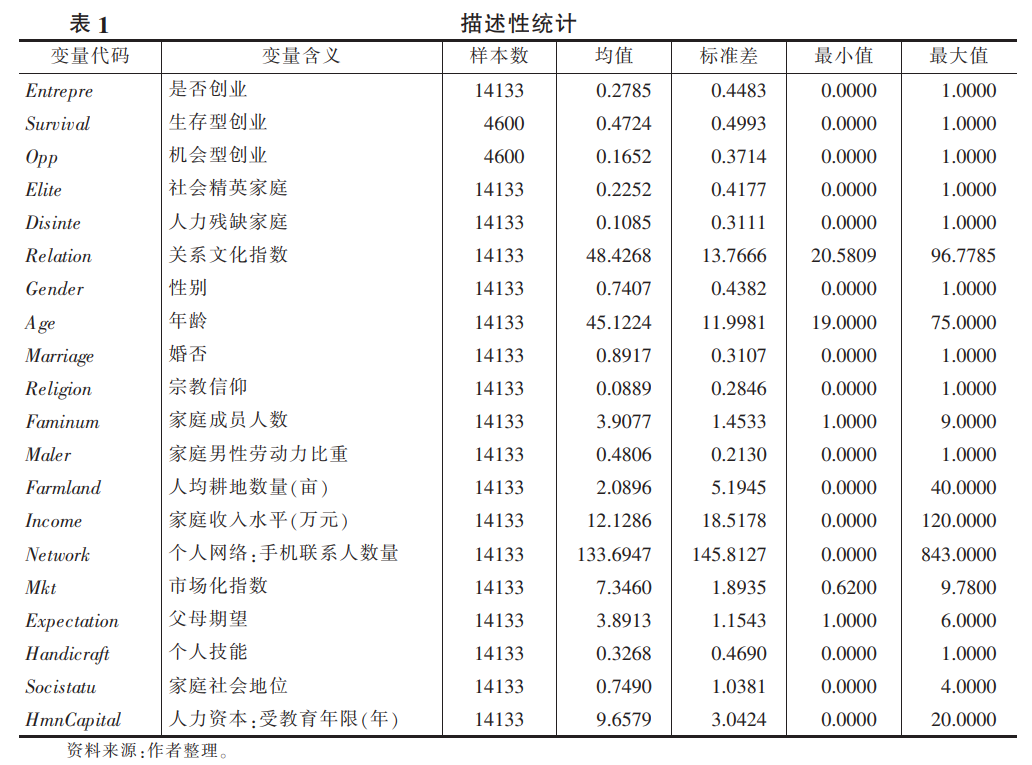 表 1 描述性统计
变量代码 变量含义 样本数 均值 标准差 最小值 最大值
Entrepre 是否创业 14133 0.2785 0.4483 0.0000 1.0000
Survival 生存型创业 4600 0.4724 0.4993 0.0000 1.0000
Opp 机会型创业 4600 0.1652 0.3714 0.0000 1.0000
Elite 社会精英家庭 14133 0.2252 0.4177 0.0000 1.0000
Disinte 人力残缺家庭 14133 0.1085 0.3111 0.0000 1.0000
Relation 关系文化指数 14133 48.4268 13.7666 20.5809 96.7785
Gender 性别 14133 0.7407 0.4382 0.0000 1.0000
Age 年龄 14133 45.1224 11.9981 19.0000 75.0000
Marriage 婚否 14133 0.8917 0.3107 0.0000 1.0000
Religion 宗教信仰 14133 0.0889 0.2846 0.0000 1.0000
Faminum 家庭成员人数 14133 3.9077 1.4533 1.0000 9.0000
Maler 家庭男性劳动力比重 14133 0.4806 0.2130 0.0000 1.0000
Farmland 人均耕地数量(亩) 14133 2.0896 5.1945 0.0000 40.0000
Income 家庭收入水平(万元) 14133 12.1286 18.5178 0.0000 120.0000
Network 个人网络:手机联系人数量 14133 133.6947 145.8127 0.0000 843.0000
Mkt 市场化指数 14133 7.3460 1.8935 0.6200 9.7800
Expectation 父母期望 14133 3.8913 1.1543 1.0000 6.0000
Handicraft 个人技能 14133 0.3268 0.4690 0.0000 1.0000
Socistatu 家庭社会地位 14133 0.7490 1.0381 0.0000 4.0000
HmnCapital 人力资本:受教育年限(年) 14133 9.6579 3.0424 0.0000 20.0000
资料来源:作者整理。